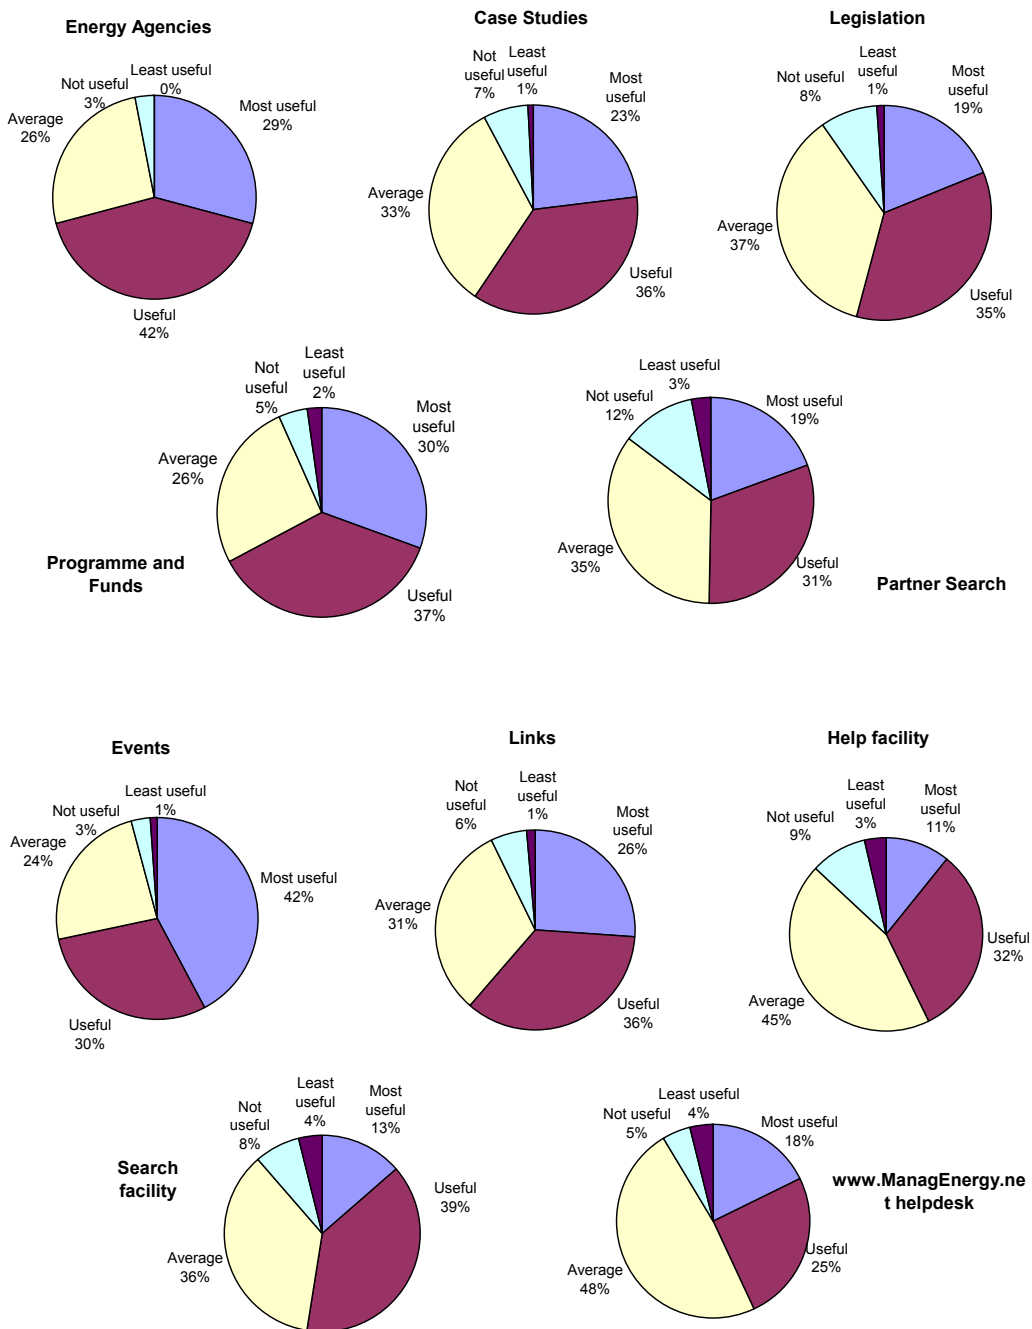 Energy Agencies
Least useful
0%
Not useful
3%
Most useful
29%
Average
26%
Useful
42%
Case Studies
Not
useful
7%
Least
useful
1%
Most
useful
23%
Average
33%
Useful
36%
Legislation
Not useful
8%
Least
useful
1%
Most
useful
19%
Average
37%
Useful
35%
Programme and
Funds
Not
useful
5%
Least
useful
2%
Most
useful
30%
Average
26%
Useful
37%
Partner Search
Least useful
3%
Not useful
12%
Most useful
19%
Average
35%
Useful
31%
Events
Least useful
1%
Not useful
3%
Average
24%
Most useful
42%
Useful
30%
Links
Not
useful
6%
Least
useful
1%
Most
useful
26%
Average
31%
Useful
36%
Help facility
Not useful
9%
Least
useful
3%
Most
useful
11%
Useful
32%
Average
45%
Search
facility
Not
useful
8%
Least
useful
4%
Most
useful
13%
Useful
39%
Average
36%
www.ManagEnergy.ne
t helpdesk
Least useful
4%
Not useful
5%
Most useful
18%
Useful
25%
Average
48%